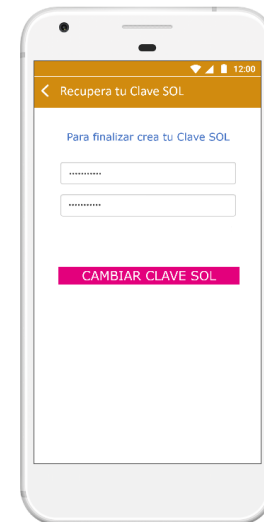 12:00
Recupera tu Clave SOL
Para finalizar crea tu Clave SOL
...........
...........
CAMBIAR CLAVE SOL